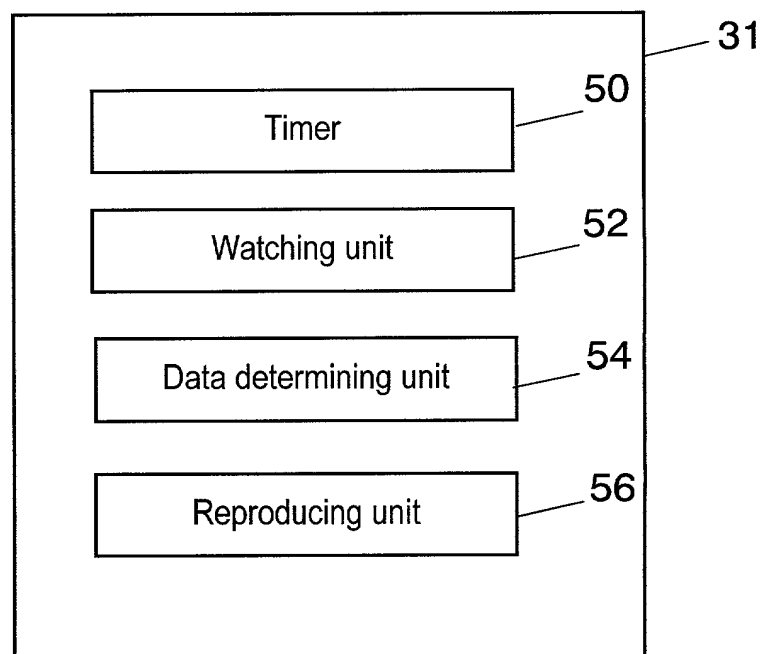 31
50
Timer
52
Watching unit
54
Data determining unit
56
Reproducing unit